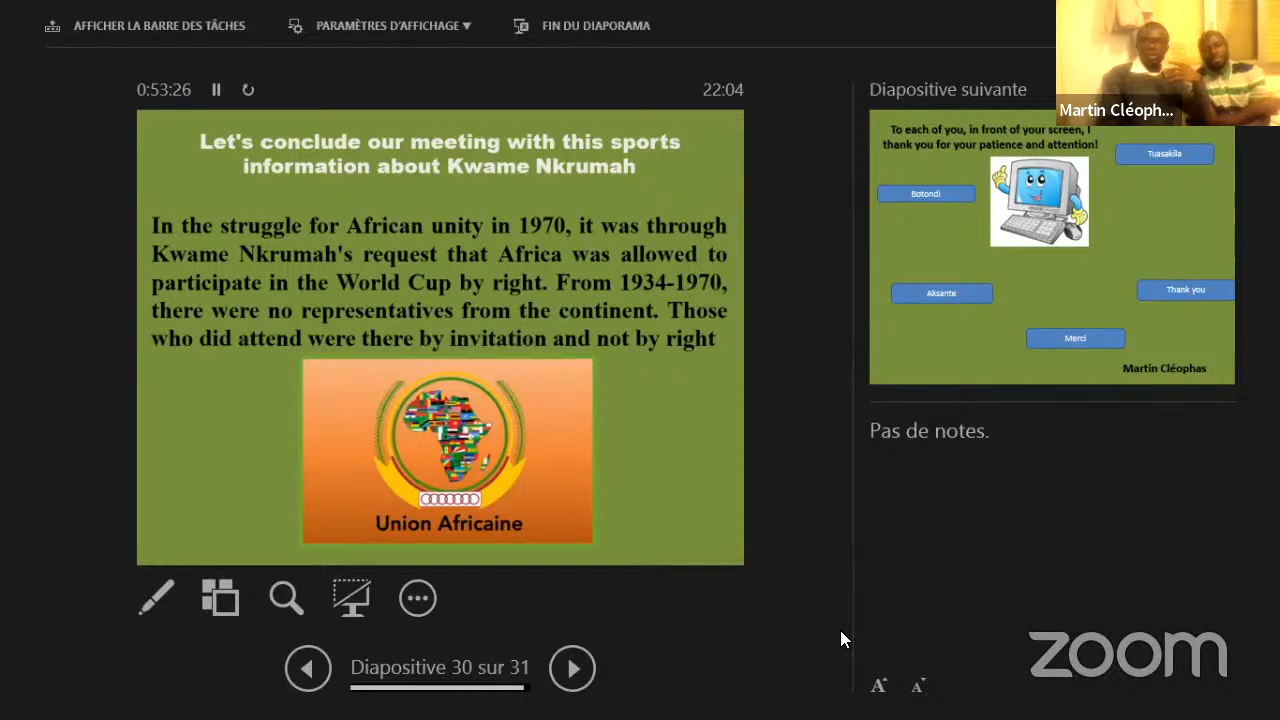 AFFICHER LA BARRE DES TÂCHES
PARAMÈTRES D'AFFICHAGE
FIN DU DIAPORAMA
0:53:26
22:04
Let's conclude our meeting with this sports
information about Kwame Nkrumah
In the struggle for African unity in 1970, it was through
Kwame Nkrumah's request that Africa was allowed to
participate in the World Cup by right. From 1934-1970,
there were no representatives from the continent. Those
who did attend were there by invitation and not by right
Union Africaine
Diapositive 30 sur 31
Martin Cléoph...
Diapositive suivante
To each of you, in front of your screen, I
thank you for your patience and attention!
Tuasakila
Botondi
Aksante
Thank you
Merci
Martin Cléophas
Pas de notes.
A A
zoom